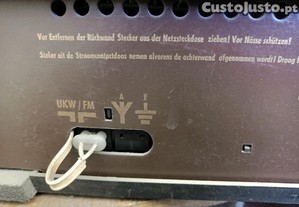 CustoJusto.pt
Vor Entfernen der Rückwand Stecker aus der Netzsteckdose ziehen! Vor Nässe schützen!
Steker uit de Stroomcontactdoos nemen alvorens de achterwand afgenomen wordt! Droog
UKW/FM A E